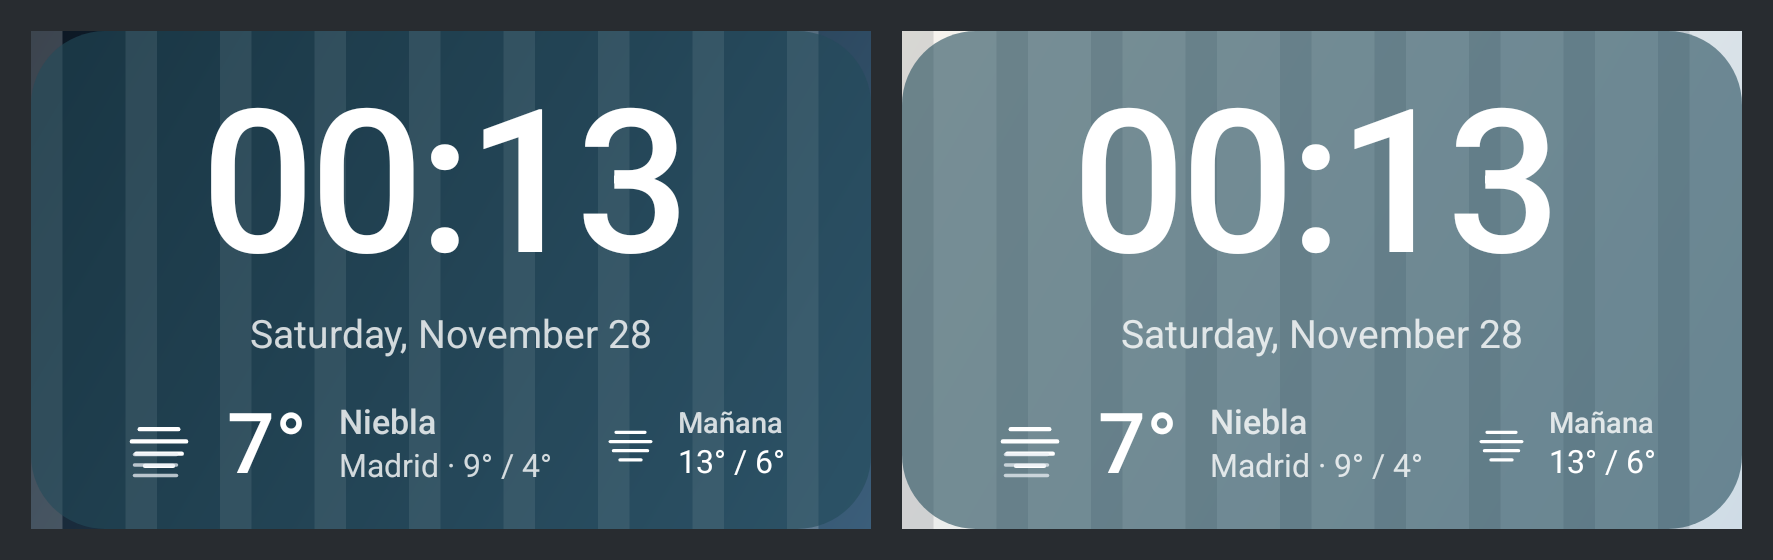 00:13
Saturday, November 28
7°
Niebla
Madrid · 9° / 4°
Mañana
13° / 6°
00:13
Saturday, November 28
7°
Niebla
Madrid · 9° / 4°
Mañana
13° / 6°